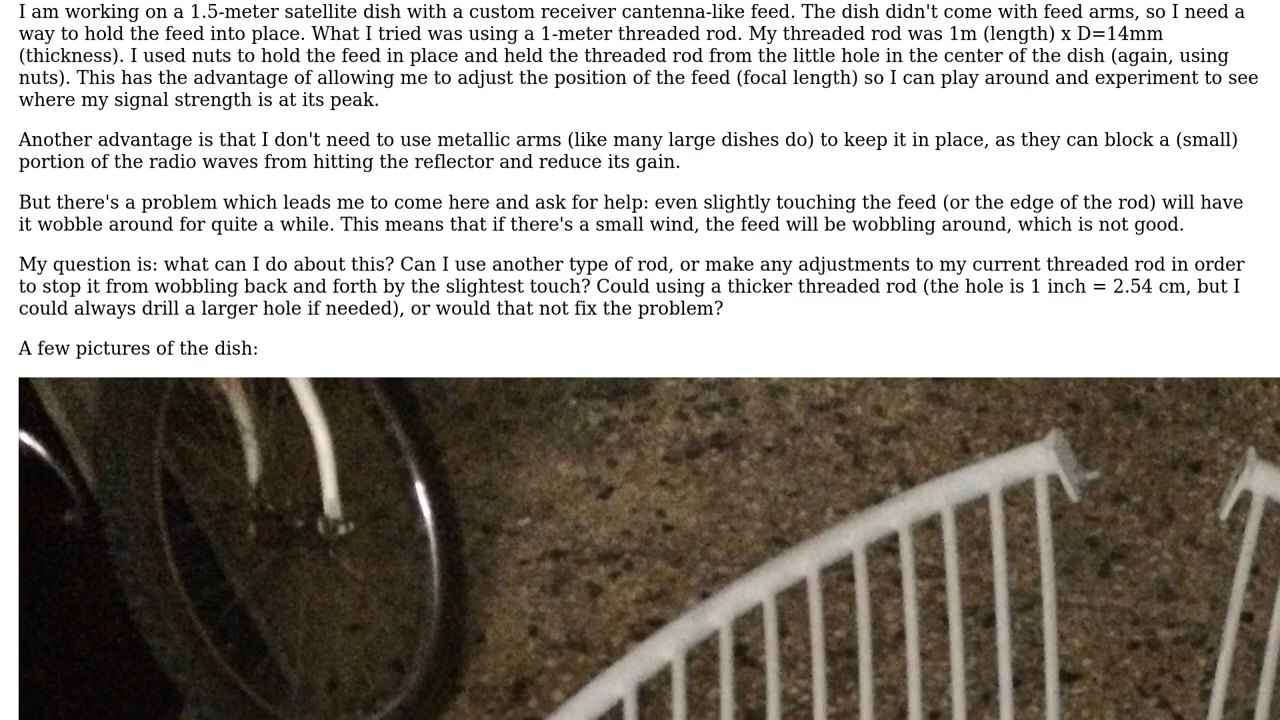 I am working on a 1.5-meter satellite dish with a custom receiver cantenna-like feed. The dish didn't come with feed arms, so I need a
way to hold the feed into place. What I tried was using a 1-meter threaded rod. My threaded rod was 1m (length) x D=14mm
(thickness). I used nuts to hold the feed in place and held the threaded rod from the little hole in the center of the dish (again, using
nuts). This has the advantage of allowing me to adjust the position of the feed (focal length) so I can play around and experiment to see
where my signal strength is at its peak.
Another advantage is that I don't need to use metallic arms (like many large dishes do) to keep it in place, as they can block a (small)
portion of the radio waves from hitting the reflector and reduce its gain.
But there's a problem which leads me to come here and ask for help: even slightly touching the feed (or the edge of the rod) will have
it wobble around for quite a while. This means that if there's a small wind, the feed will be wobbling around, which is not good.
My question is: what can I do about this? Can I use another type of rod, or make any adjustments to my current threaded rod in order
to stop it from wobbling back and forth by the slightest touch? Could using a thicker threaded rod (the hole is 1 inch = 2.54 cm, but I
could always drill a larger hole if needed), or would that not fix the problem?
A few pictures of the dish: